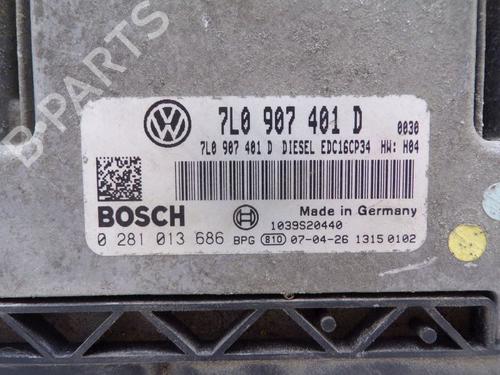 7L0 907 401 D 0030
7L0 907 401 D DIESEL EDC16CP34 HW: H04
BOSCH
Made in Germany
1039S20440
0 281 013 686 BPG 810 07-04-26 1315 0102
B-PARTS